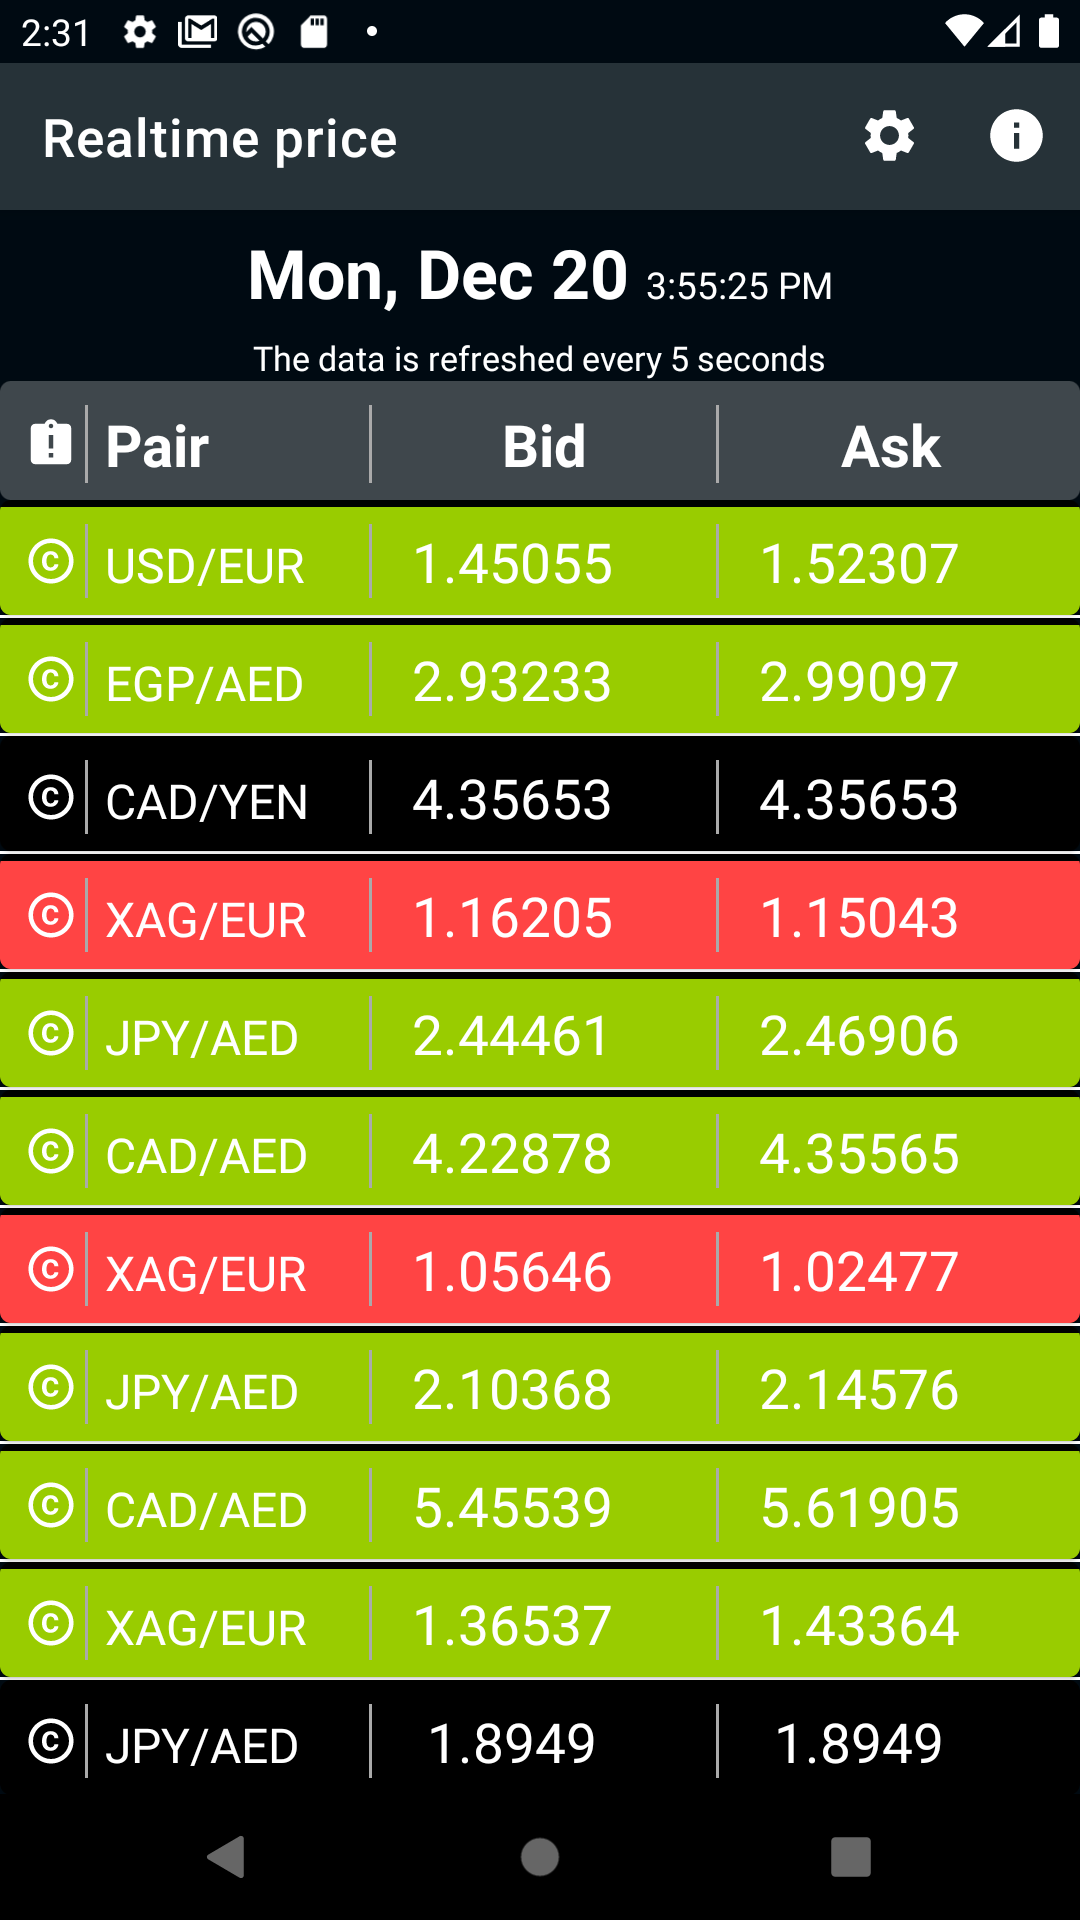 2:31
Realtime price
Mon, Dec 20 3:55:25 PM
The data is refreshed every 5 seconds
Pair Bid Ask
USD/EUR 1.45055 1.52307
EGP/AED 2.93233 2.99097
CAD/YEN 4.35653 4.35653
XAG/EUR 1.16205 1.15043
JPY/AED 2.44461 2.46906
CAD/AED 4.22878 4.35565
XAG/EUR 1.05646 1.02477
JPY/AED 2.10368 2.14576
CAD/AED 5.45539 5.61905
XAG/EUR 1.36537 1.43364
JPY/AED 1.8949 1.8949